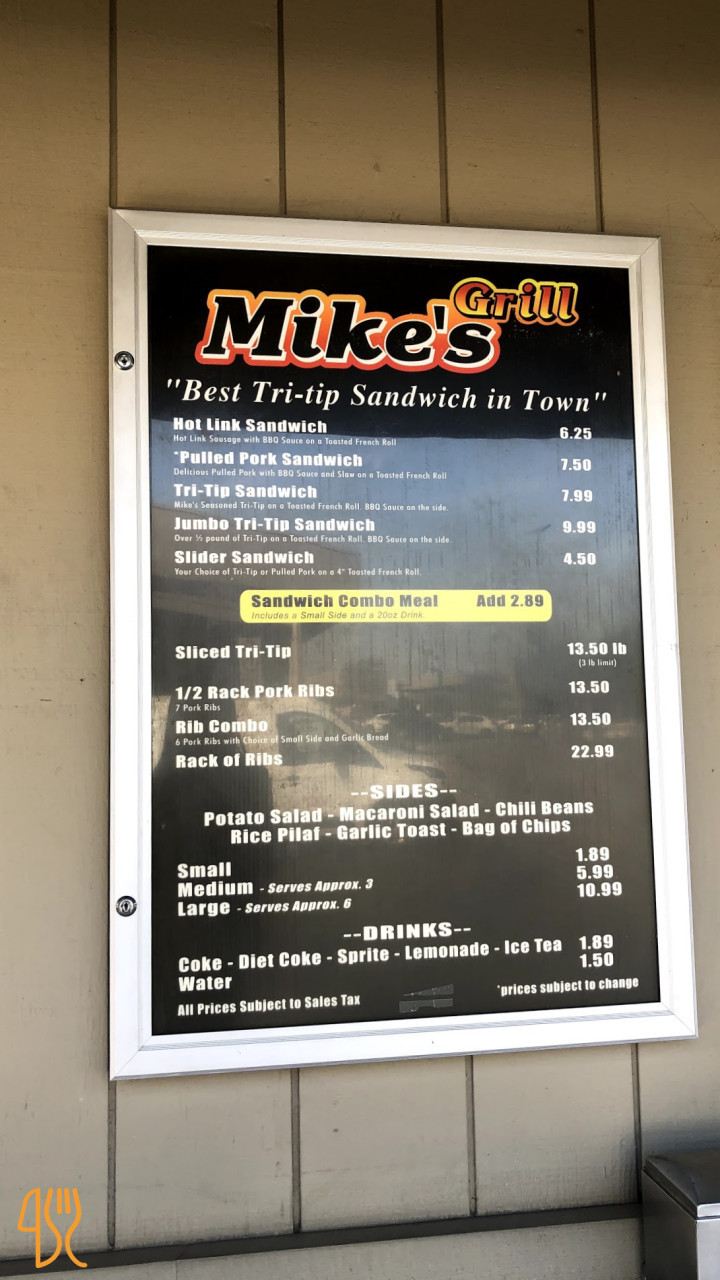 Mike's Grill
"Best Tri-tip Sandwich in Town"
Hot Link Sandwich 6.25
Hot Link Sausage with BBQ Sauce on a Toasted French Roll
*Pulled Pork Sandwich 7.50
Delicious Pulled Pork with BBQ Sauce and Slaw on a Toasted French Roll
Tri-Tip Sandwich 7.99
Mike's Seasoned Tri-Tip on a Toasted French Roll. BBQ Sauce on the side.
Jumbo Tri-Tip Sandwich 9.99
Over ½ pound of Tri-Tip on a Toasted French Roll. BBQ Sauce on the side.
Slider Sandwich 4.50
Your Choice of Tri-Tip or Pulled Pork on a 4" Toasted French Roll.
Sandwich Combo Meal Add 2.89
Includes a Small Side and a 20oz Drink.
Sliced Tri-Tip 13.50 lb
(3 lb limit)
1/2 Rack Pork Ribs 13.50
7 Pork Ribs
Rib Combo 13.50
6 Pork Ribs with Choice of Small Side and Garlic Bread
Rack of Ribs 22.99
--SIDES--
Potato Salad - Macaroni Salad - Chili Beans
Rice Pilaf - Garlic Toast - Bag of Chips
Small 1.89
Medium - Serves Approx. 3 5.99
Large - Serves Approx. 6 10.99
--DRINKS--
Coke - Diet Coke - Sprite - Lemonade - Ice Tea 1.89
Water 1.50
All Prices Subject to Sales Tax *prices subject to change